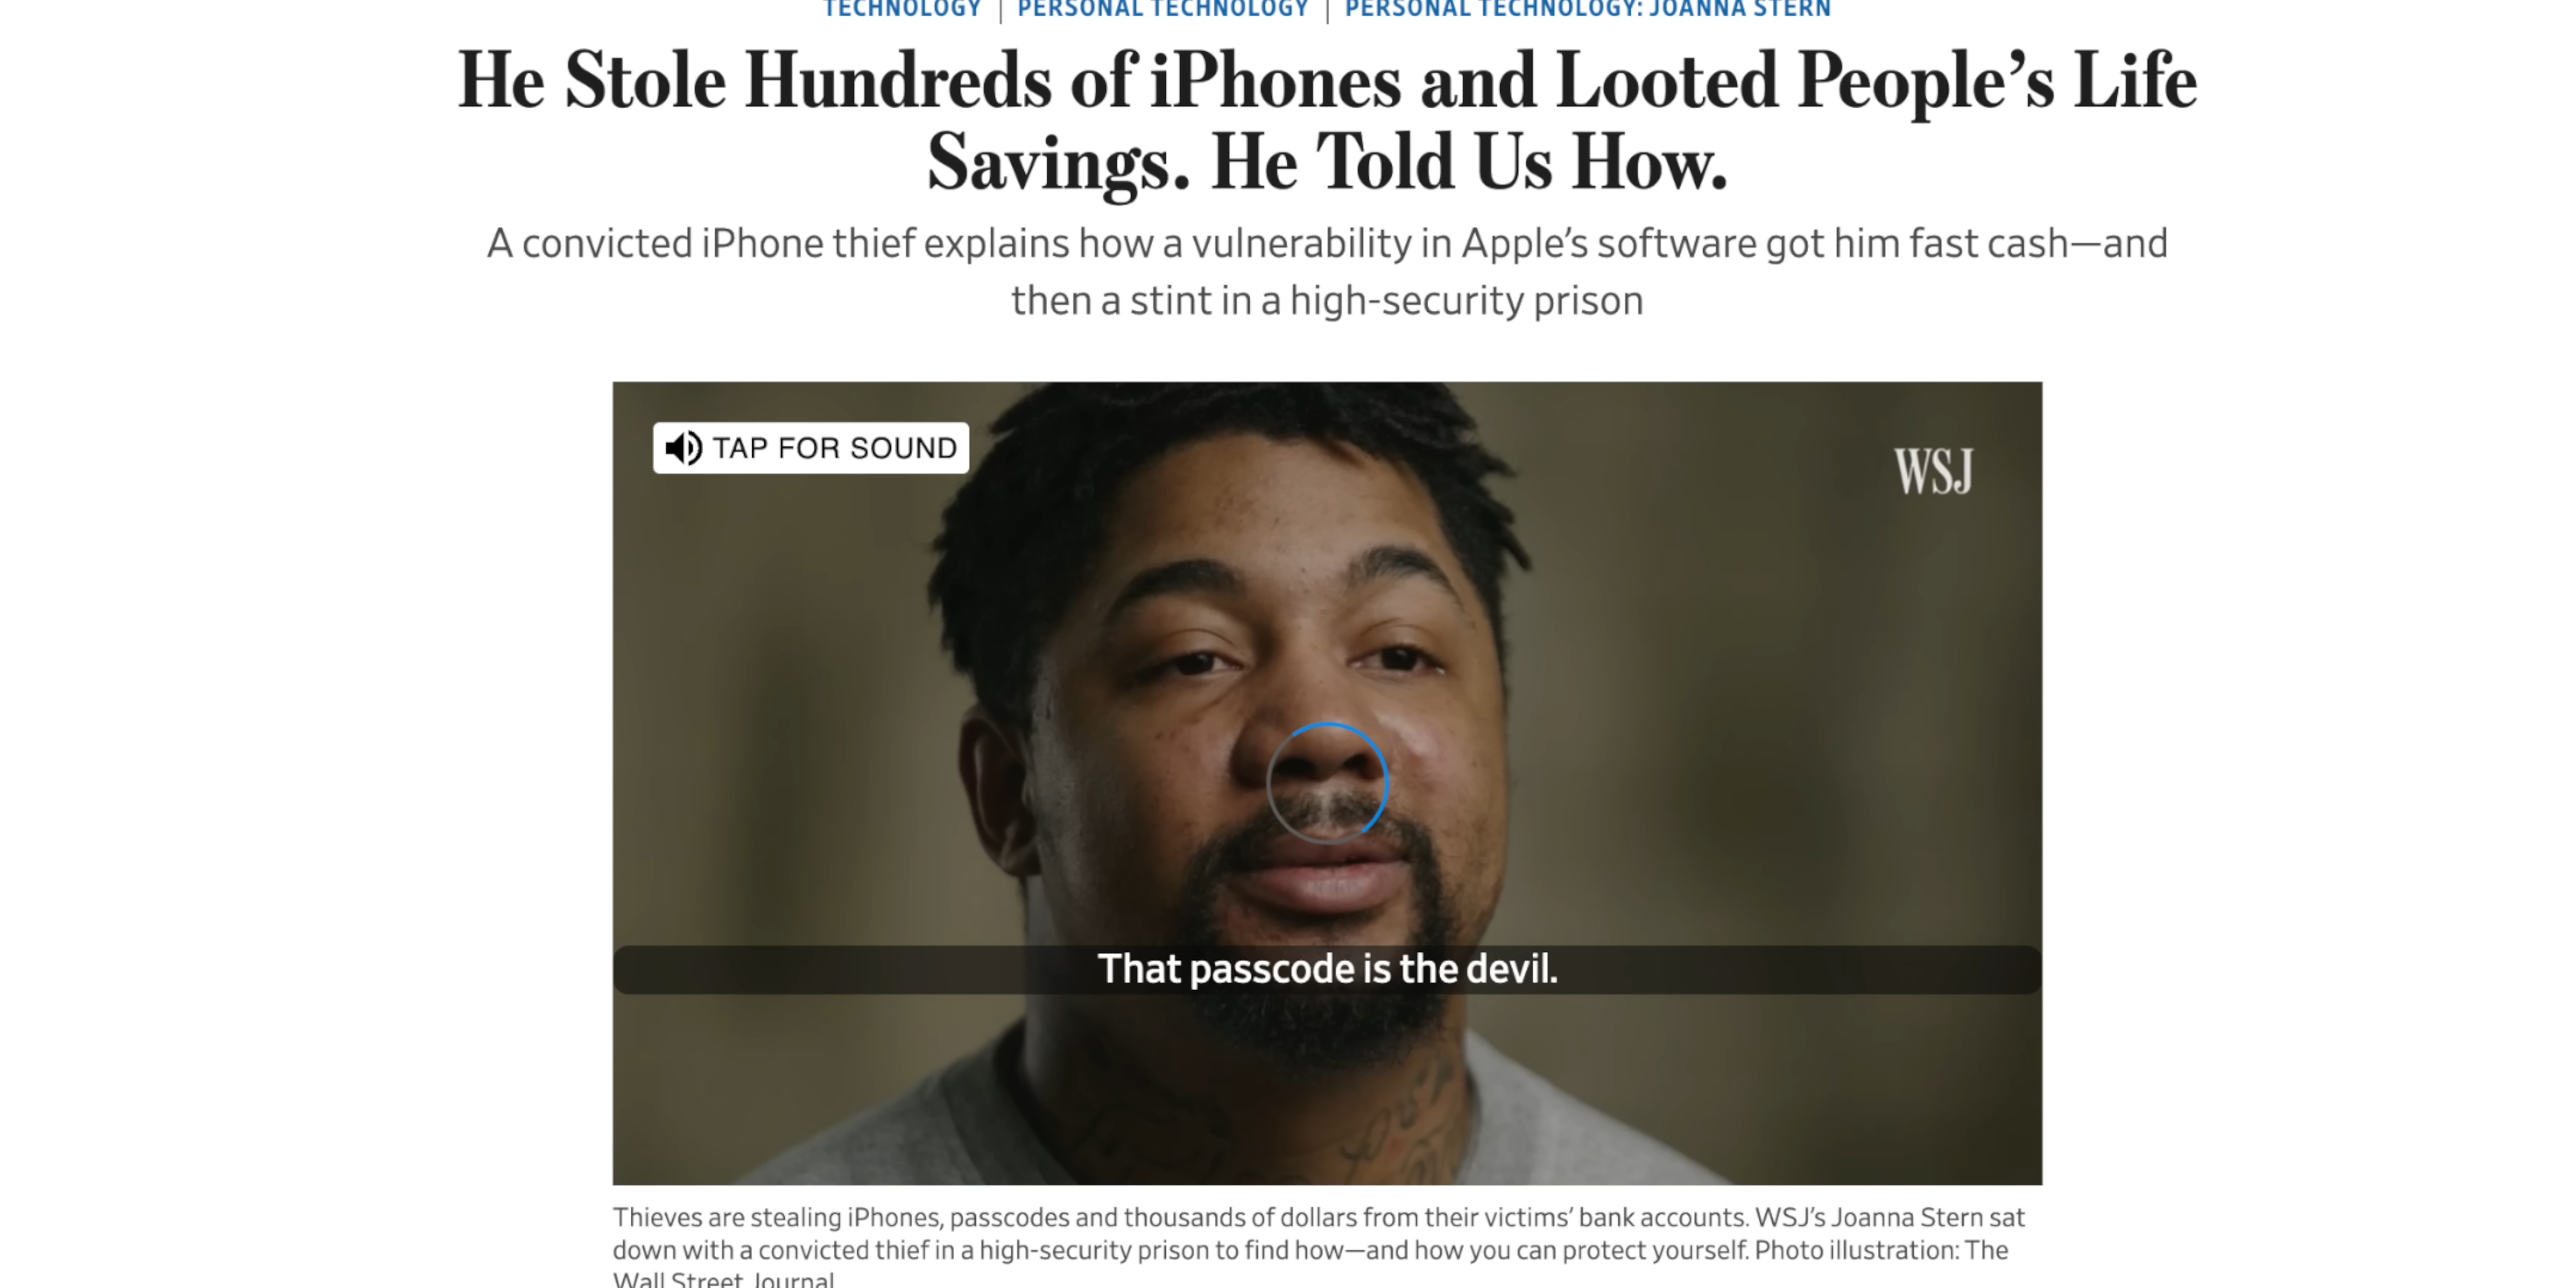 TECHNOLOGY | PERSONAL TECHNOLOGY | PERSONAL TECHNOLOGY: JOANNA STERN
He Stole Hundreds of iPhones and Looted People’s Life
Savings. He Told Us How.
A convicted iPhone thief explains how a vulnerability in Apple’s software got him fast cash—and
then a stint in a high-security prison
TAP FOR SOUND
WSJ
That passcode is the devil.
Thieves are stealing iPhones, passcodes and thousands of dollars from their victims’ bank accounts. WSJ’s Joanna Stern sat
down with a convicted thief in a high-security prison to find how—and how you can protect yourself. Photo illustration: The
Wall Street Journal